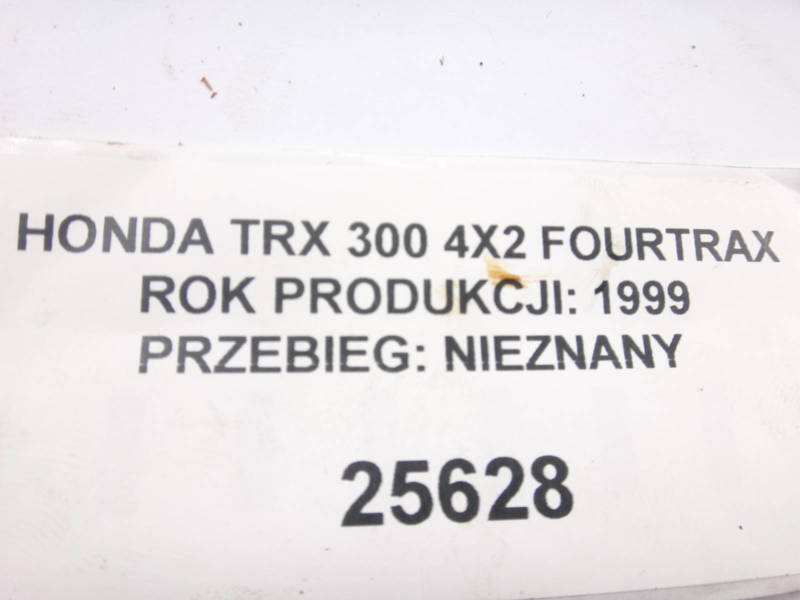 HONDA TRX 300 4X2 FOURTRAX
ROK PRODUKCJI: 1999
PRZEBIEG: NIEZNANY
25628